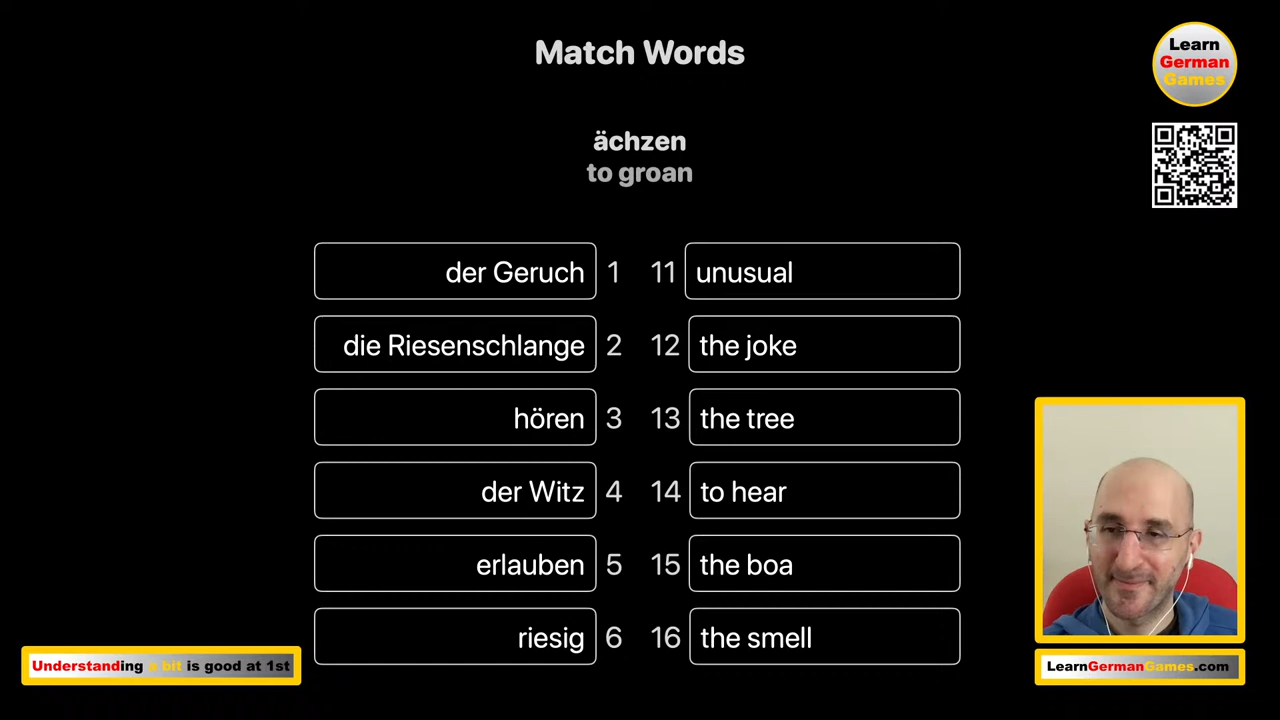 Match Words
Learn
German
Games
ächzen
to groan
der Geruch 1 11 unusual
die Riesenschlange 2 12 the joke
hören 3 13 the tree
der Witz 4 14 to hear
erlauben 5 15 the boa
riesig 6 16 the smell
Understanding a bit is good at 1st
LearnGermanGames.com